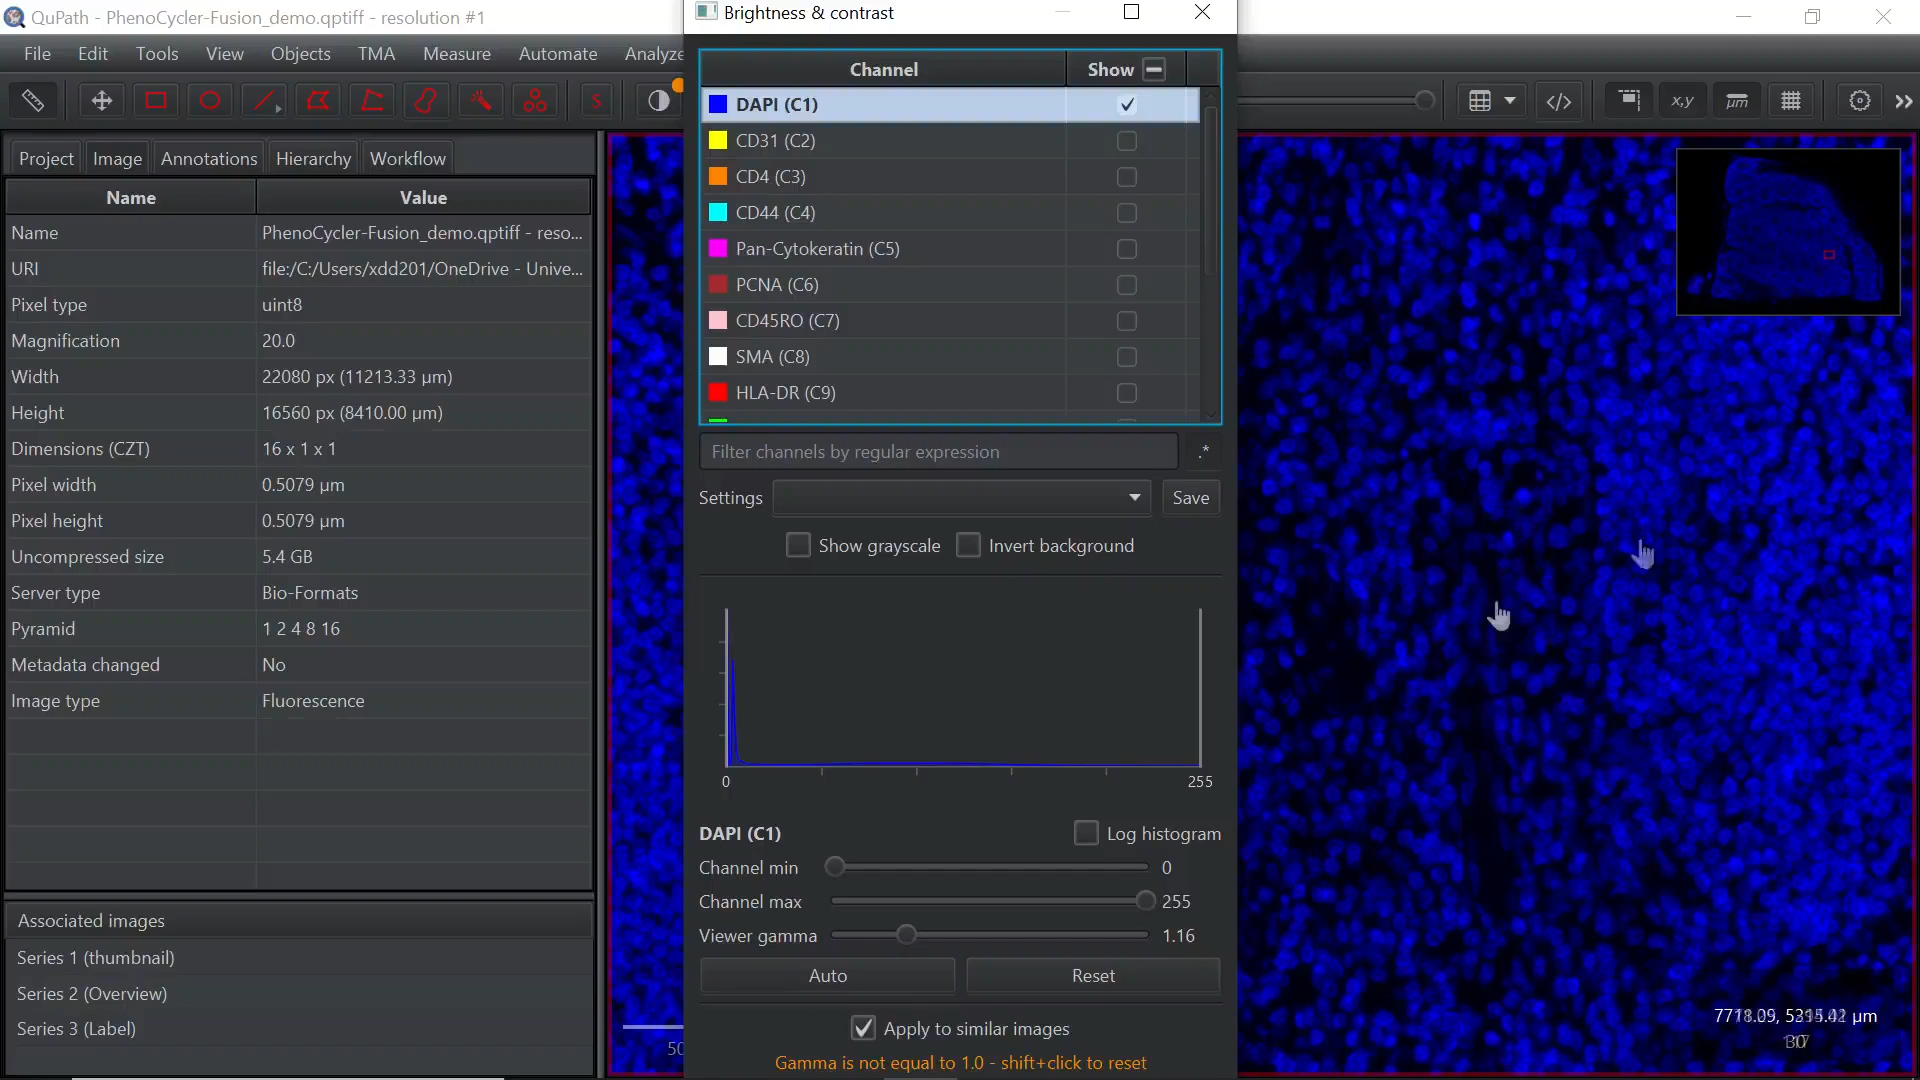 QuPath - PhenoCycler-Fusion_demo.qptiff - resolution #1
Brightness & contrast
File Edit Tools View Objects TMA Measure Automate Analyze
S
x,y
µm
Project Image Annotations Hierarchy Workflow
Name Value
Name PhenoCycler-Fusion_demo.qptiff - reso...
URI file:/C:/Users/xdd201/OneDrive - Unive...
Pixel type uint8
Magnification 20.0
Width 22080 px (11213.33 µm)
Height 16560 px (8410.00 µm)
Dimensions (CZT) 16 x 1 x 1
Pixel width 0.5079 µm
Pixel height 0.5079 µm
Uncompressed size 5.4 GB
Server type Bio-Formats
Pyramid 1 2 4 8 16
Metadata changed No
Image type Fluorescence
Associated images
Series 1 (thumbnail)
Series 2 (Overview)
Series 3 (Label)
Channel Show
DAPI (C1)
CD31 (C2)
CD4 (C3)
CD44 (C4)
Pan-Cytokeratin (C5)
PCNA (C6)
CD45RO (C7)
SMA (C8)
HLA-DR (C9)
Filter channels by regular expression .*
Settings Save
Show grayscale Invert background
0 255
DAPI (C1) Log histogram
Channel min 0
Channel max 255
Viewer gamma 1.16
Auto Reset
Apply to similar images
Gamma is not equal to 1.0 - shift+click to reset
50
µm